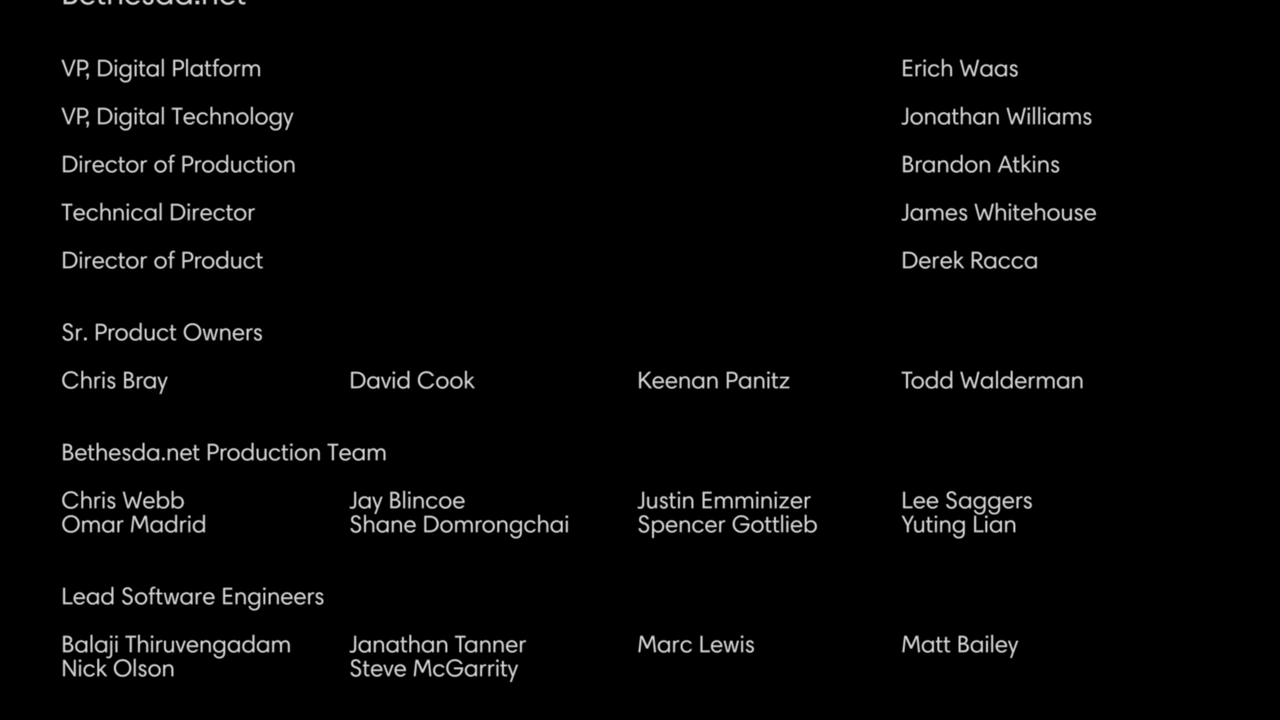 Bethesda.net
VP, Digital Platform Erich Waas
VP, Digital Technology Jonathan Williams
Director of Production Brandon Atkins
Technical Director James Whitehouse
Director of Product Derek Racca
Sr. Product Owners
Chris Bray David Cook Keenan Panitz Todd Walderman
Bethesda.net Production Team
Chris Webb Jay Blincoe Justin Emminizer Lee Saggers
Omar Madrid Shane Domrongchai Spencer Gottlieb Yuting Lian
Lead Software Engineers
Balaji Thiruvengadam Janathan Tanner Marc Lewis Matt Bailey
Nick Olson Steve McGarrity